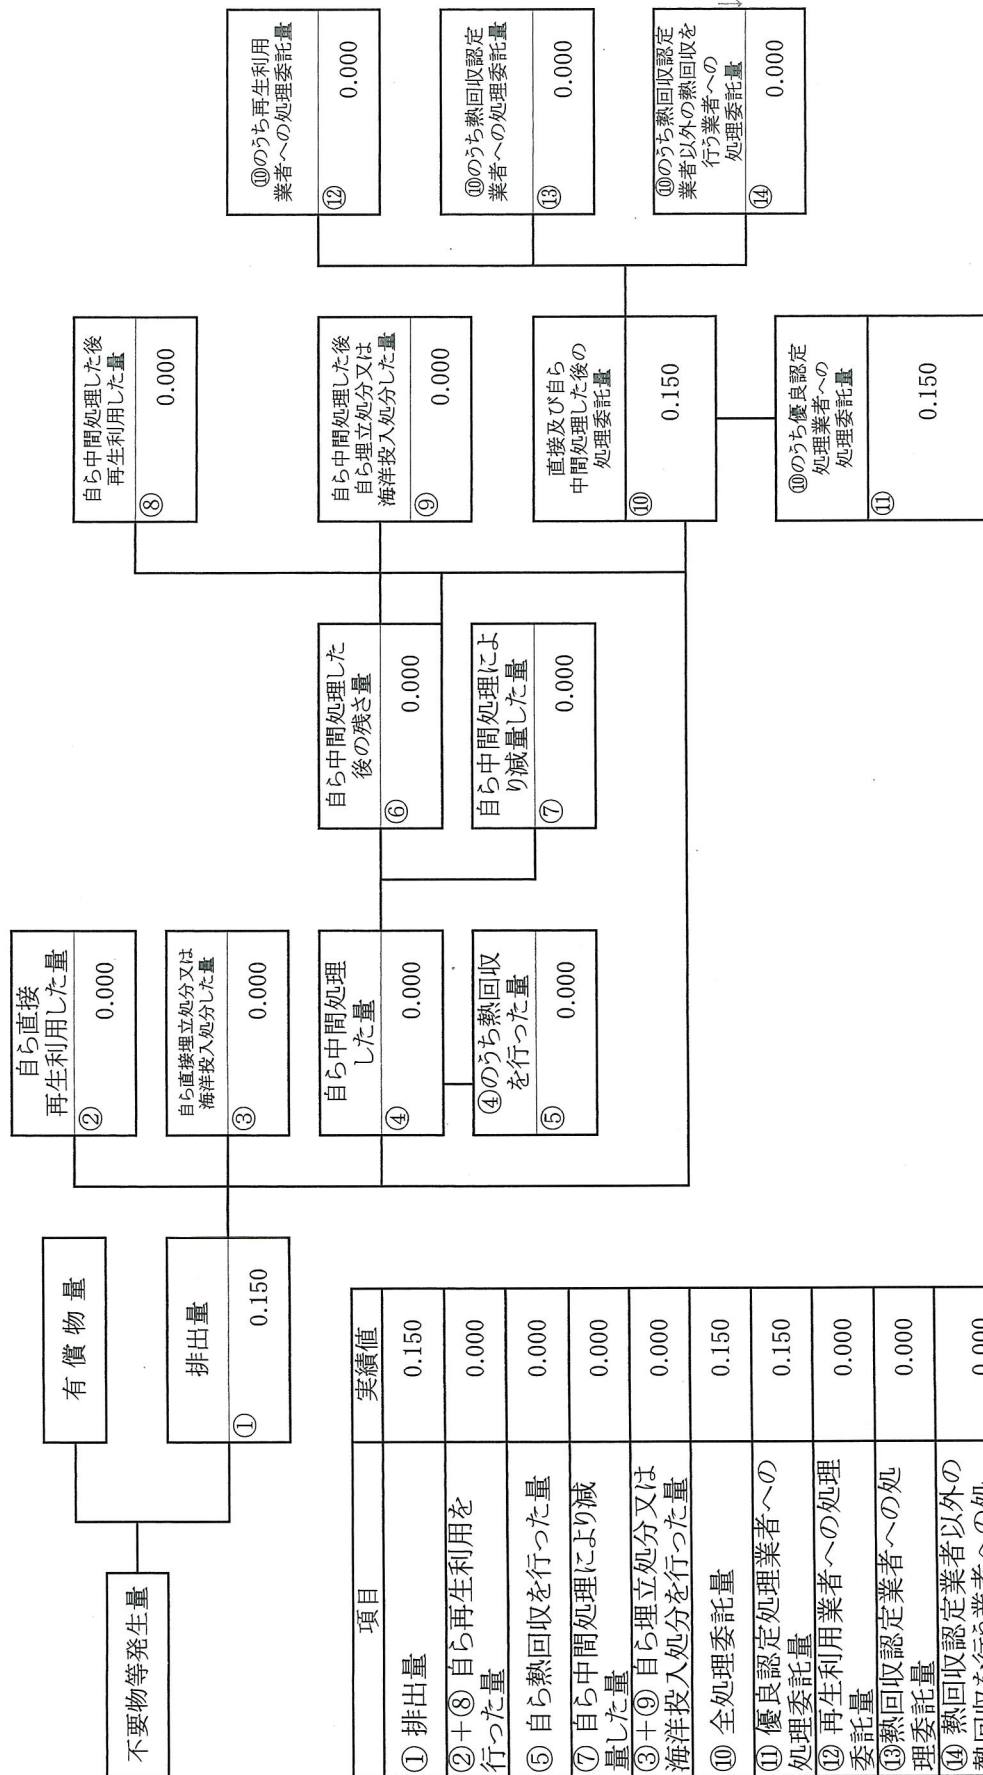 不要物等発生量
有償物量
排出量
①
0.150
自ら直接
再生利用した量
②
0.000
自ら直接埋立処分又は
海洋投入処分した量
③
0.000
自ら中間処理
した量
④
0.000
④のうち熱回収
を行った量
⑤
0.000
自ら中間処理した
後の残さ量
⑥
0.000
自ら中間処理によ
り減量した量
⑦
0.000
自ら中間処理した後
再生利用した量
⑧
0.000
自ら中間処理した後
自ら埋立処分又は
海洋投入処分した量
⑨
0.000
直接及び自ら
中間処理した後の
処理委託量
⑩
0.150
⑩のうち優良認定
処理業者への
処理委託量
⑪
0.150
⑩のうち再生利用
業者への処理委託量
⑫
0.000
⑩のうち熱回収認定
業者への処理委託量
⑬
0.000
⑩のうち熱回収認定
業者以外の熱回収を
行う業者への
処理委託量
⑭
0.000
項目 実績値
① 排出量 0.150
②+⑧ 自ら再生利用を
行った量 0.000
⑤ 自ら熱回収を行った量 0.000
⑦ 自ら中間処理により減
量した量 0.000
③+⑨ 自ら埋立処分又は
海洋投入処分を行った量 0.000
⑩ 全処理委託量 0.150
⑪ 優良認定処理業者への
処理委託量 0.150
⑫ 再生利用業者への処理
委託量 0.000
⑬熱回収認定業者への処
理委託量 0.000
⑭ 熱回収認定業者以外の
熱回収を行う業者への処 0.000